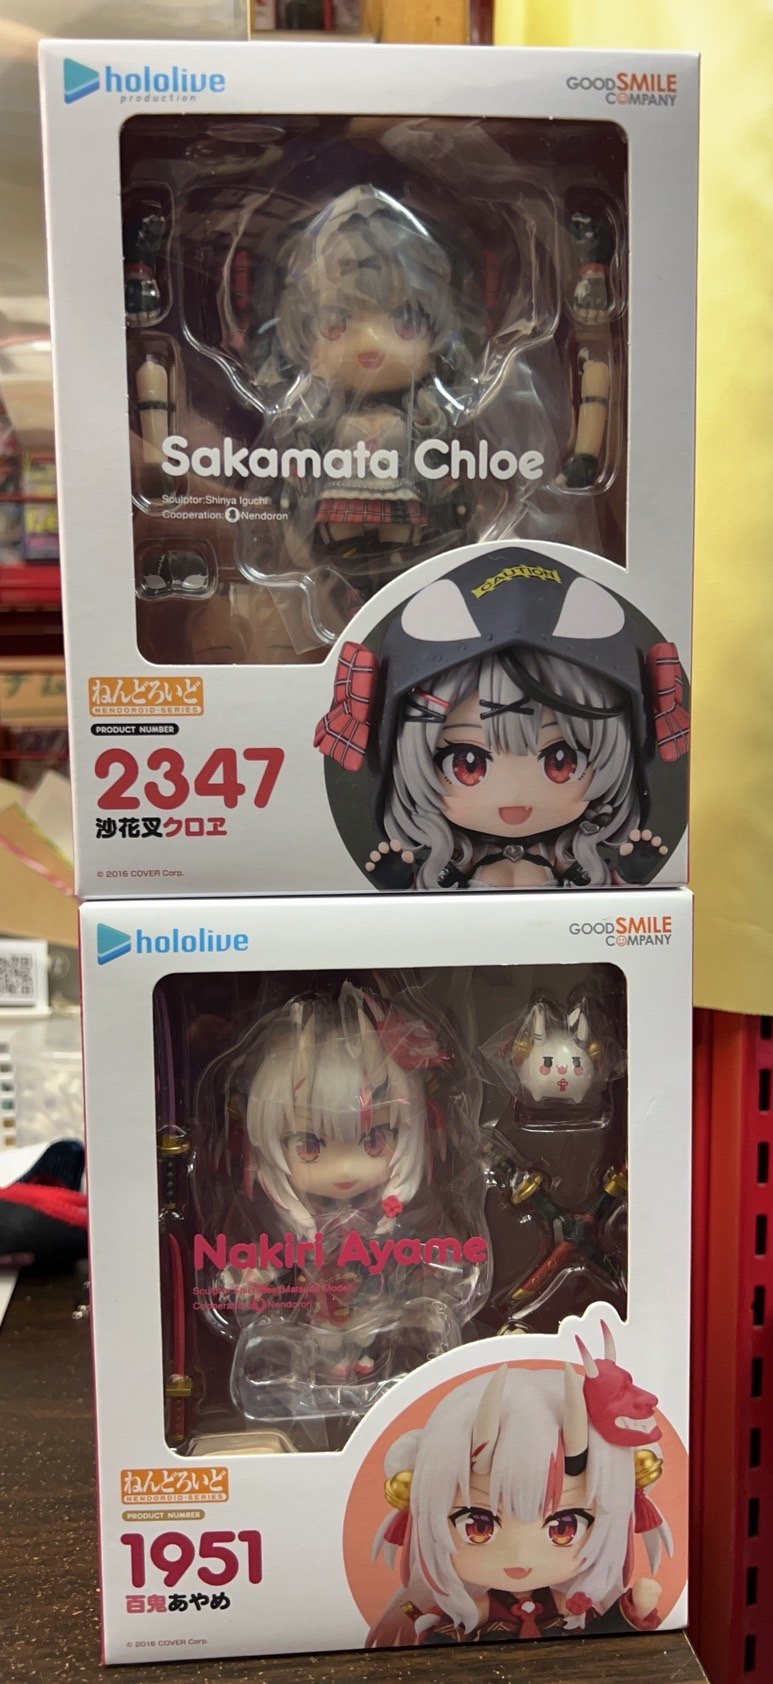 hololive
production
GOOD SMILE
COMPANY
Sakamata Chloe
Sculptor:Shinya Iguchi
Cooperation: Nendoron
CAUTION
ねんどろいど
NENDOROID-SERIES
PRODUCT NUMBER
2347
沙花叉クロヱ
© 2016 COVER Corp.
hololive
GOOD SMILE
COMPANY
Nakiri Ayame
Cooperation: Nendoron
ねんどろいど
NENDOROID-SERIES
PRODUCT NUMBER
1951
百鬼あやめ
© 2016 COVER Corp.